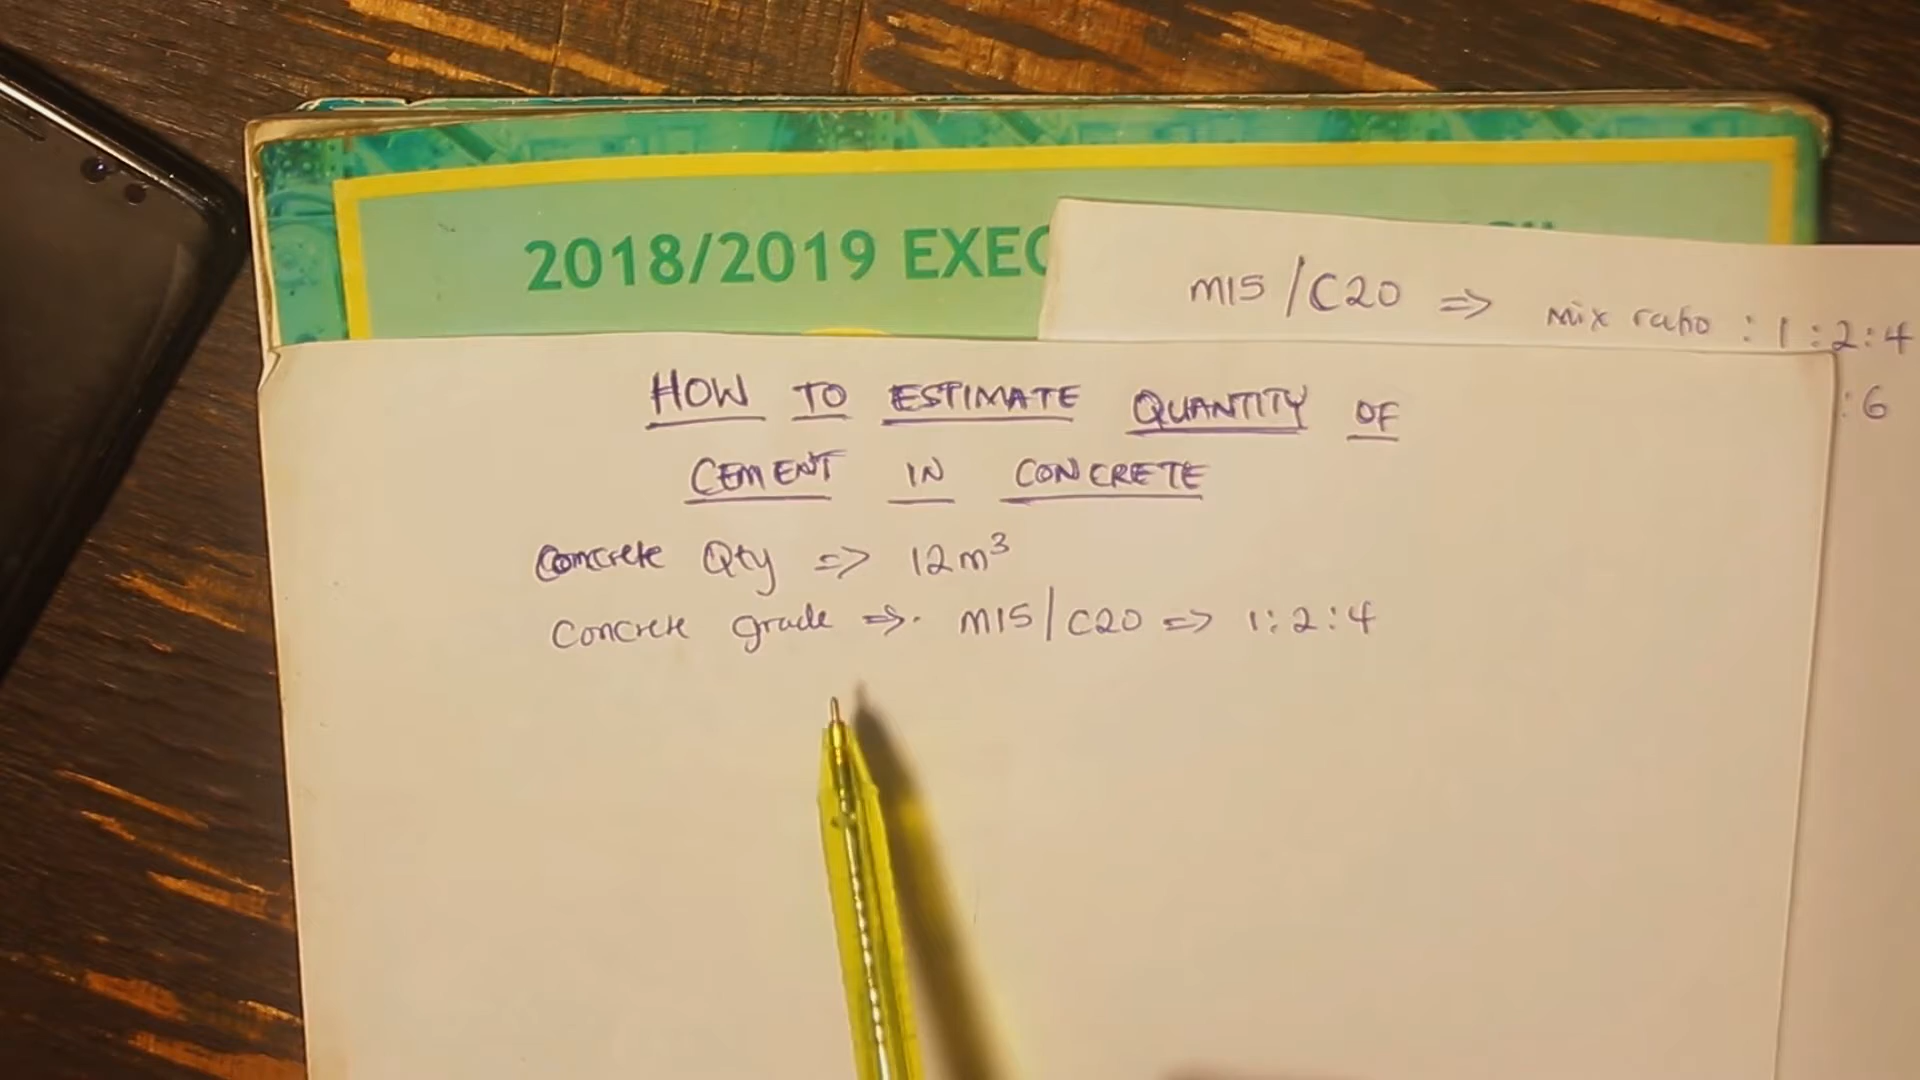 2018/2019 EXEC
M15 / C20 => mix ratio : 1 : 2 : 4
: 6
HOW TO ESTIMATE QUANTITY OF
CEMENT IN CONCRETE
Concrete Qty => 12m³
Concrete grade => M15 / C20 => 1 : 2 : 4